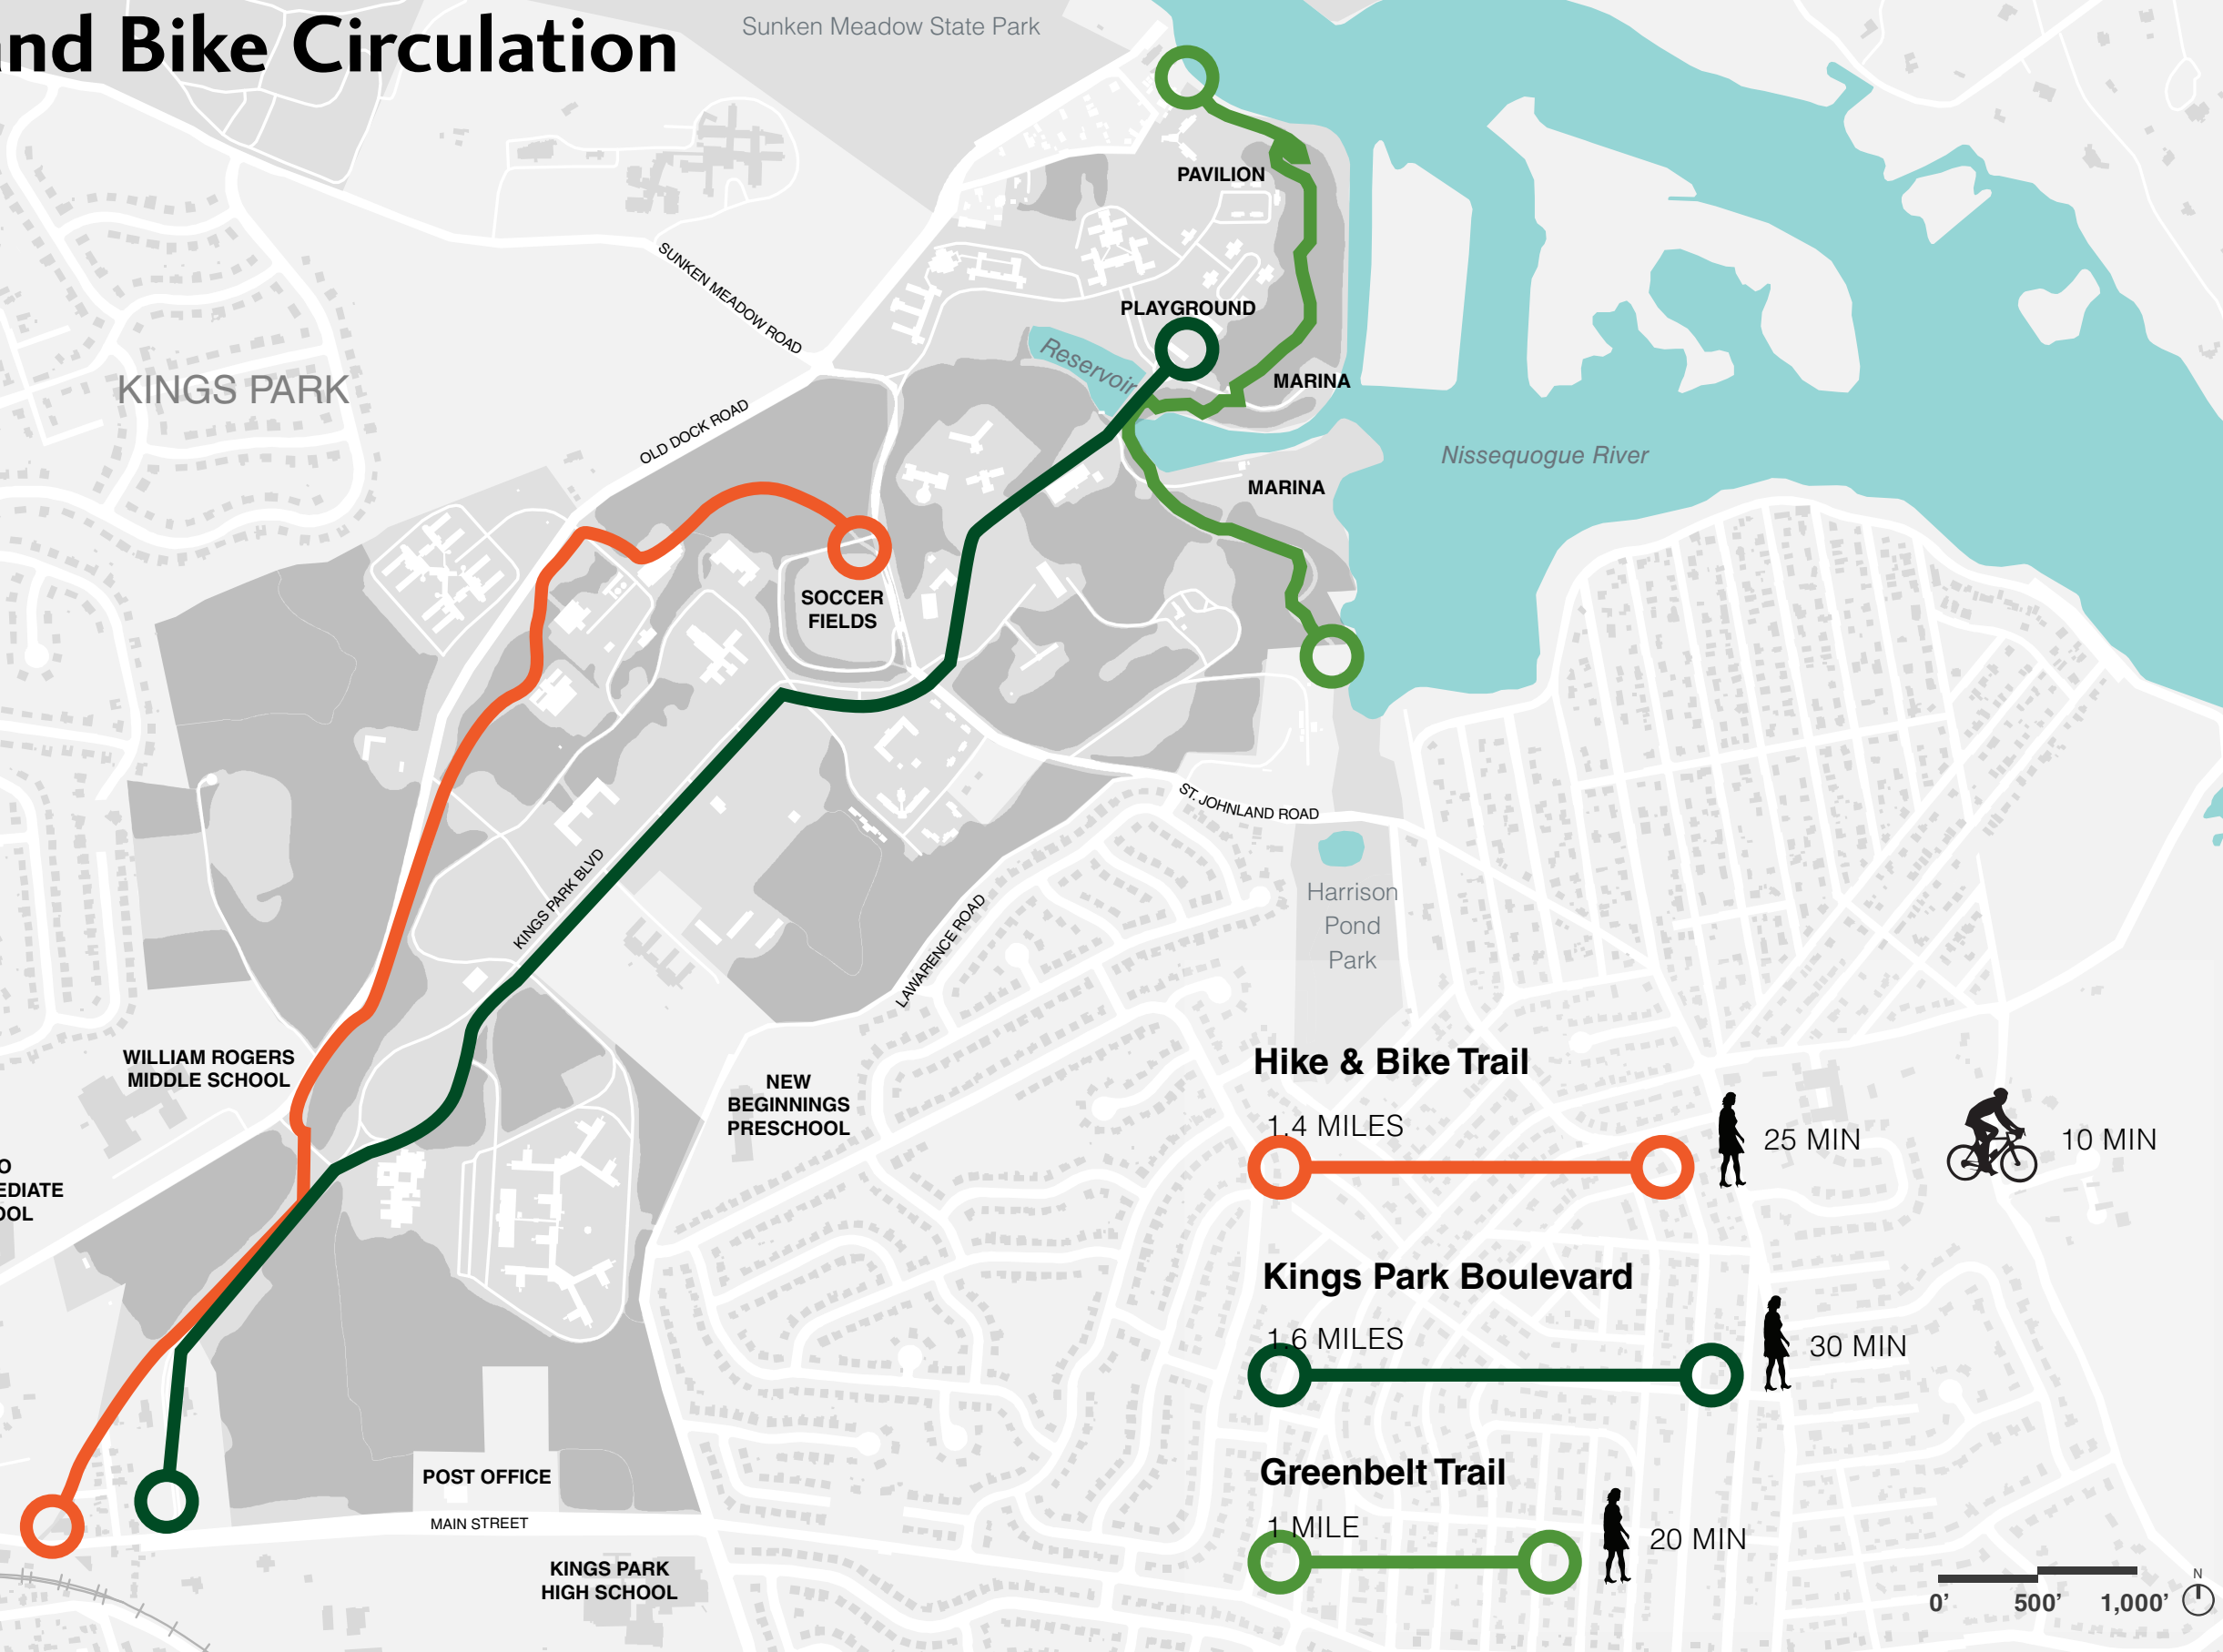 nd Bike Circulation
Sunken Meadow State Park
PAVILION
SUNKEN MEADOW ROAD
PLAYGROUND
Reservoir
MARINA
KINGS PARK
OLD DOCK ROAD
Nissequogue River
MARINA
SOCCER
FIELDS
ST. JOHNLAND ROAD
KINGS PARK BLVD
LAWARENCE ROAD
Harrison
Pond
Park
WILLIAM ROGERS
MIDDLE SCHOOL
NEW
BEGINNINGS
PRESCHOOL
O
EDIATE
OOL
Hike & Bike Trail
1.4 MILES
25 MIN
10 MIN
Kings Park Boulevard
1.6 MILES
30 MIN
Greenbelt Trail
1 MILE
20 MIN
POST OFFICE
MAIN STREET
KINGS PARK
HIGH SCHOOL
N
0' 500' 1,000'